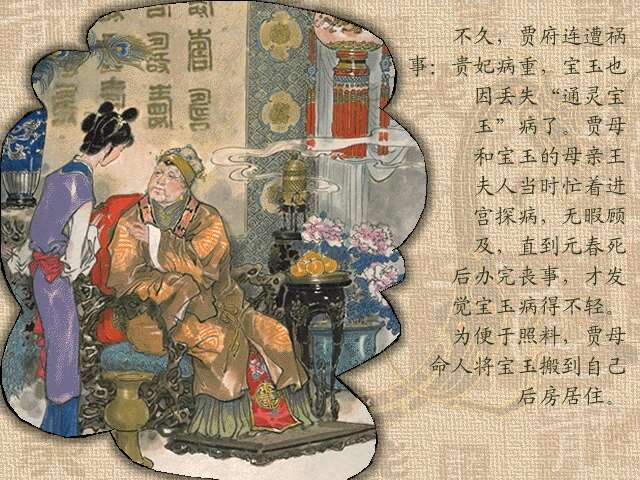 不久，贾府连遭祸
事：贵妃病重，宝玉也
因丢失“通灵宝
玉”病了。贾母
和宝玉的母亲王
夫人当时忙着进
宫探病，无暇顾
及，直到元春死
后办完丧事，才发
觉宝玉病得不轻。
为便于照料，贾母
命人将宝玉搬到自己
后房居住。